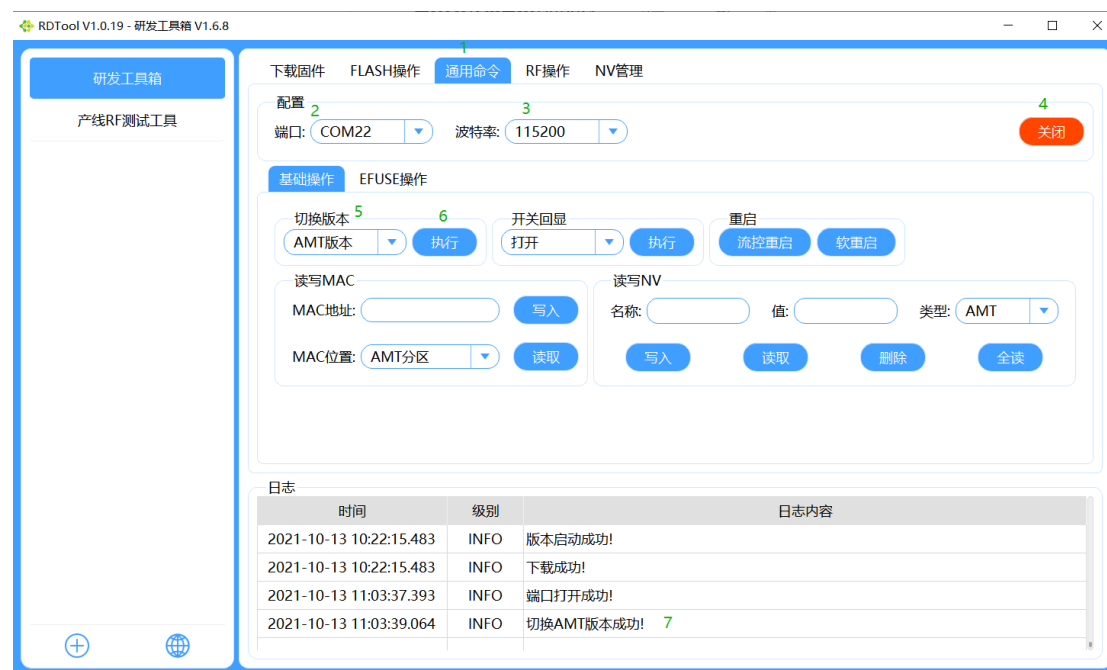 RDTool V1.0.19 - 研发工具箱 V1.6.8
研发工具箱
产线RF测试工具
1
下载固件 FLASH操作 通用命令 RF操作 NV管理
配置
2 3 4
端口: COM22 波特率: 115200 关闭
基础操作 EFUSE操作
切换版本 5 6 开关回显 重启
AMT版本 执行 打开 执行 流控重启 软重启
读写MAC 读写NV
MAC地址: 写入 名称: 值: 类型: AMT
MAC位置: AMT分区 读取 写入 读取 删除 全读
日志
时间 级别 日志内容
2021-10-13 10:22:15.483 INFO 版本启动成功!
2021-10-13 10:22:15.483 INFO 下载成功!
2021-10-13 11:03:37.393 INFO 端口打开成功!
2021-10-13 11:03:39.064 INFO 切换AMT版本成功! 7